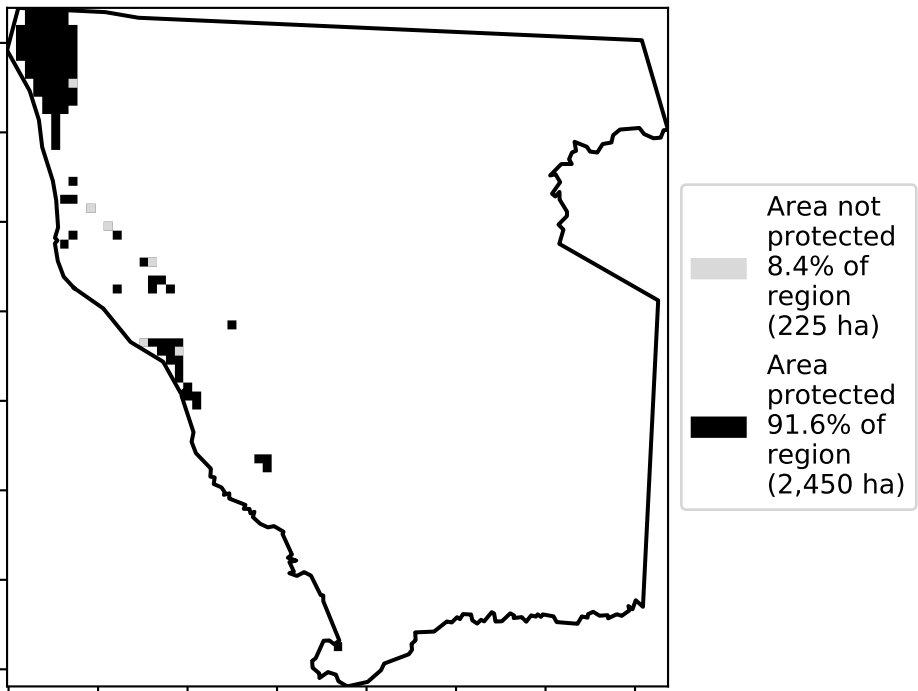 Area not
protected
8.4% of
region
(225 ha)
Area
protected
91.6% of
region
(2,450 ha)